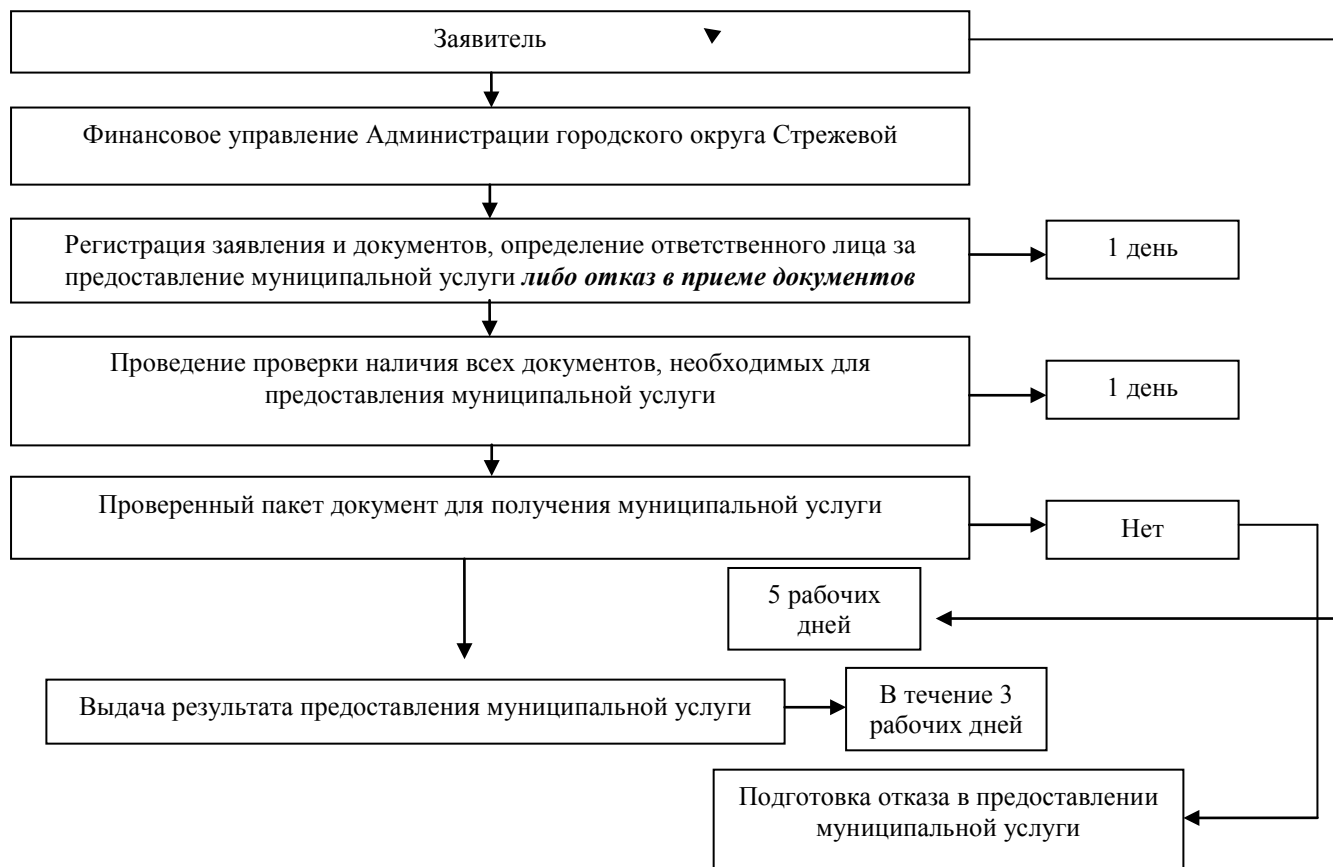 Заявитель
Финансовое управление Администрации городского округа Стрежевой
Регистрация заявления и документов, определение ответственного лица за
предоставление муниципальной услуги либо отказ в приеме документов
1 день
Проведение проверки наличия всех документов, необходимых для
предоставления муниципальной услуги
1 день
Проверенный пакет документ для получения муниципальной услуги
Нет
5 рабочих
дней
Выдача результата предоставления муниципальной услуги
В течение 3
рабочих дней
Подготовка отказа в предоставлении
муниципальной услуги